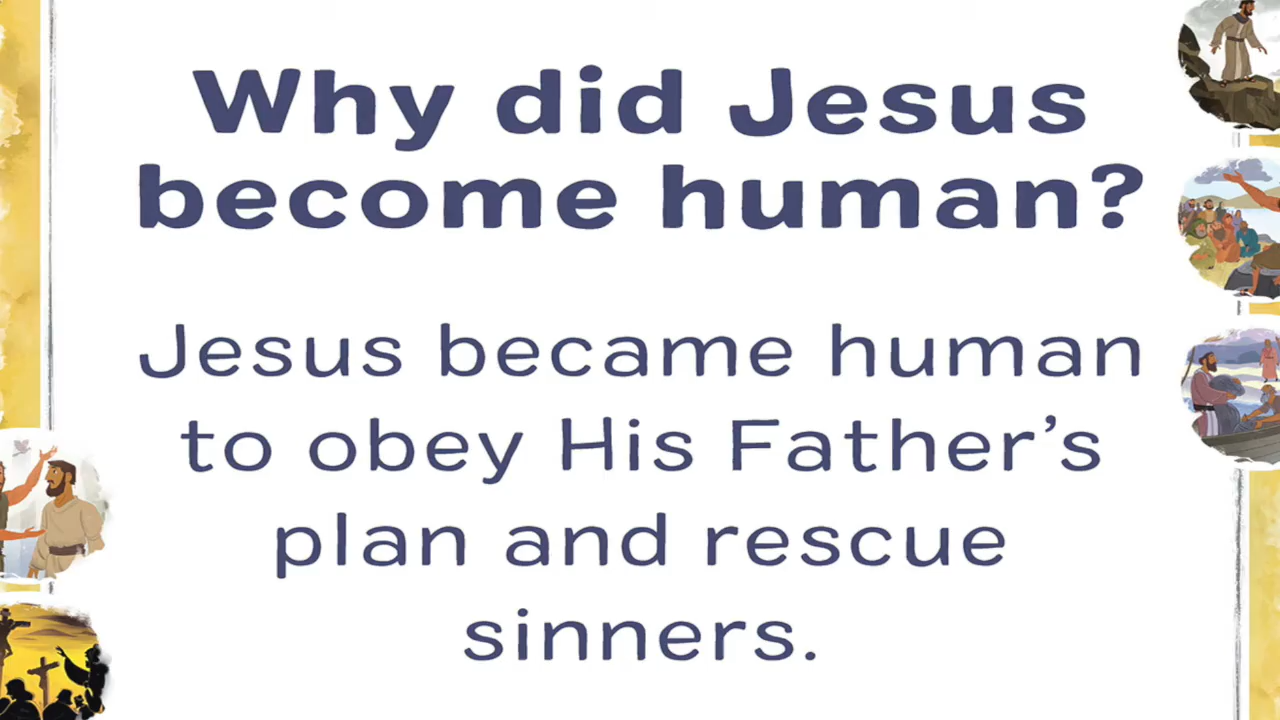 Why did Jesus
become human?
Jesus became human
to obey His Father’s
plan and rescue
sinners.